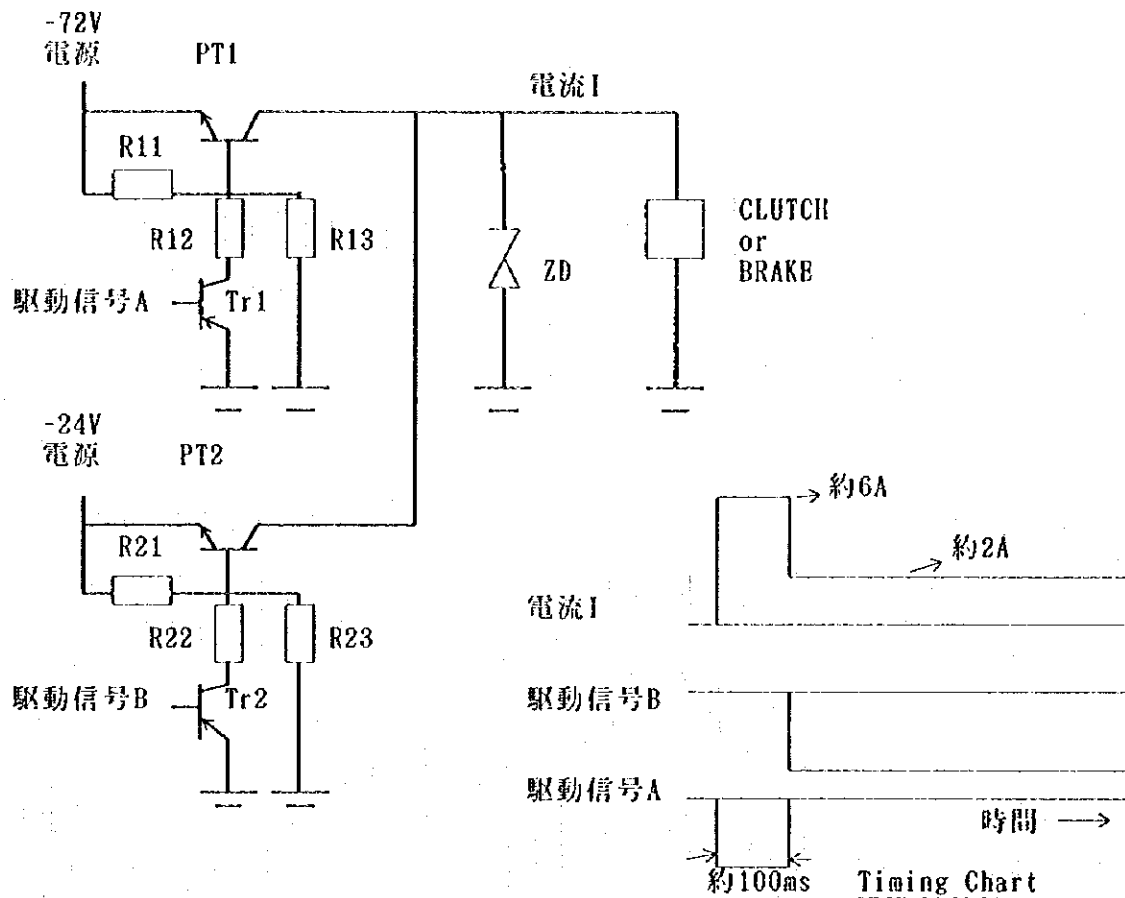 -72V
電源
PT1
電流I
R11
R12
R13
ZD
CLUTCH
or
BRAKE
駆動信号A
Tr1
-24V
電源
PT2
R21
R22
R23
駆動信号B
Tr2
約6A
約2A
電流I
駆動信号B
駆動信号A
時間
約100ms
Timing Chart